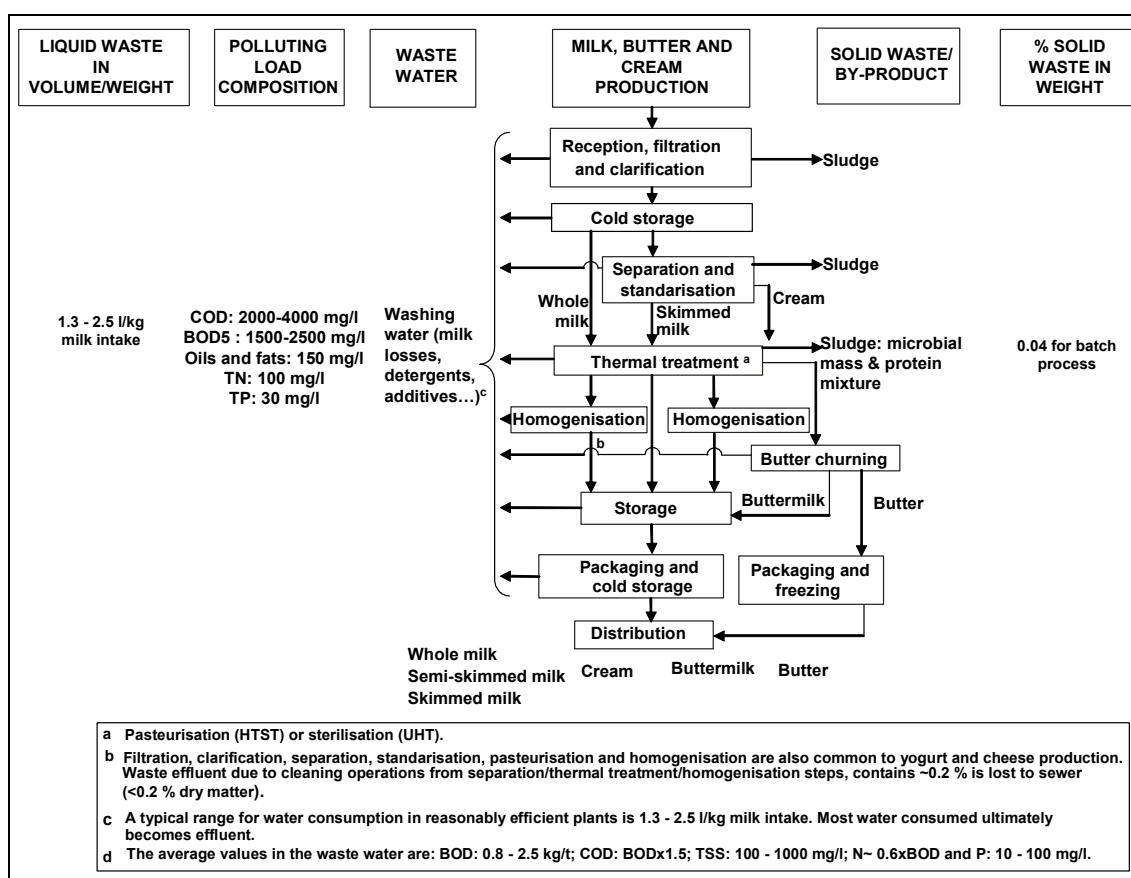 LIQUID WASTE
IN
VOLUME/WEIGHT
POLLUTING
LOAD
COMPOSITION
WASTE
WATER
MILK, BUTTER AND
CREAM
PRODUCTION
SOLID WASTE/
BY-PRODUCT
% SOLID
WASTE IN
WEIGHT
Reception, filtration
and clarification
Sludge
Cold storage
Separation and
standarisation
Sludge
Cream
Whole
milk
Skimmed
milk
1.3 - 2.5 l/kg
milk intake
COD: 2000-4000 mg/l
BOD5 : 1500-2500 mg/l
Oils and fats: 150 mg/l
TN: 100 mg/l
TP: 30 mg/l
Washing
water (milk
losses,
detergents,
additives…)c
Thermal treatment a
Sludge: microbial
mass & protein
mixture
0.04 for batch
process
Homogenisation
Homogenisation
b
Butter churning
Buttermilk
Butter
Storage
Packaging and
cold storage
Packaging and
freezing
Distribution
Whole milk
Semi-skimmed milk
Skimmed milk
Cream
Buttermilk
Butter
a Pasteurisation (HTST) or sterilisation (UHT).
b Filtration, clarification, separation, standarisation, pasteurisation and homogenisation are also common to yogurt and cheese production.
Waste effluent due to cleaning operations from separation/thermal treatment/homogenisation steps, contains ~0.2 % is lost to sewer
(<0.2 % dry matter).
c A typical range for water consumption in reasonably efficient plants is 1.3 - 2.5 l/kg milk intake. Most water consumed ultimately
becomes effluent.
d The average values in the waste water are: BOD: 0.8 - 2.5 kg/t; COD: BODx1.5; TSS: 100 - 1000 mg/l; N~ 0.6xBOD and P: 10 - 100 mg/l.